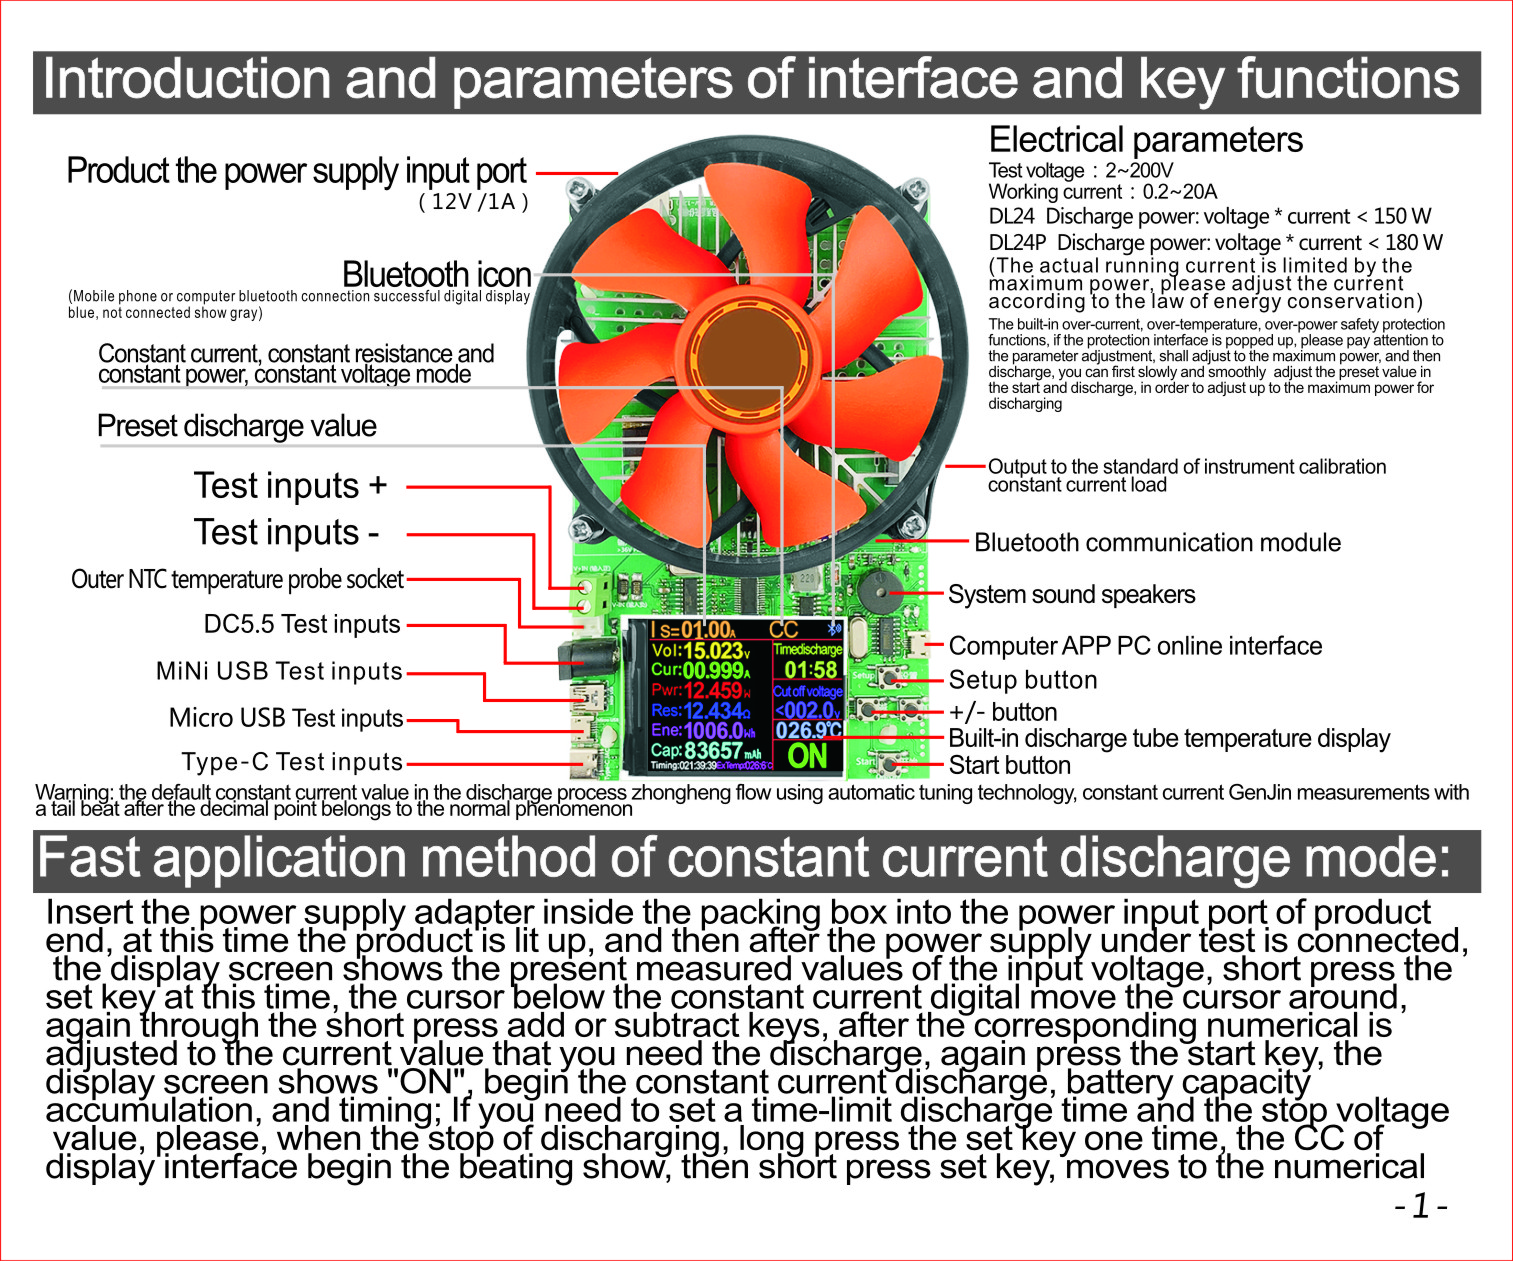 Introduction and parameters of interface and key functions
Product the power supply input port
( 12V /1A )
Bluetooth icon
(Mobile phone or computer bluetooth connection successful digital display
blue, not connected show gray)
Constant current, constant resistance and
constant power, constant voltage mode
Preset discharge value
Test inputs +
Test inputs -
Outer NTC temperature probe socket
DC5.5 Test inputs
MiNi USB Test inputs
Micro USB Test inputs
Type-C Test inputs
Electrical parameters
Test voltage : 2~200V
Working current : 0.2~20A
DL24 Discharge power: voltage * current < 150 W
DL24P Discharge power: voltage * current < 180 W
(The actual running current is limited by the
maximum power, please adjust the current
according to the law of energy conservation)
The built-in over-current, over-temperature, over-power safety protection
functions, if the protection interface is popped up, please pay attention to
the parameter adjustment, shall adjust to the maximum power, and then
discharge, you can first slowly and smoothly adjust the preset value in
the start and discharge, in order to adjust up to the maximum power for
discharging
Output to the standard of instrument calibration
constant current load
Bluetooth communication module
System sound speakers
Computer APP PC online interface
Setup button
+/- button
Built-in discharge tube temperature display
Start button
220
Setup
Start
I s=01.00A CC
Vol:15.023v
Cur:00.999A
Pwr:12.459w
Res:12.434Ω
Ene:1006.0Wh
Cap:83657mAh
Timing:021:39:39 ExTemp:026.6℃
Timedischarge
01:58
Cut off voltage
<002.0v
026.9℃
ON
Warning: the default constant current value in the discharge process zhongheng flow using automatic tuning technology, constant current GenJin measurements with
a tail beat after the decimal point belongs to the normal phenomenon
Fast application method of constant current discharge mode:
Insert the power supply adapter inside the packing box into the power input port of product
end, at this time the product is lit up, and then after the power supply under test is connected,
the display screen shows the present measured values of the input voltage, short press the
set key at this time, the cursor below the constant current digital move the cursor around,
again through the short press add or subtract keys, after the corresponding numerical is
adjusted to the current value that you need the discharge, again press the start key, the
display screen shows "ON", begin the constant current discharge, battery capacity
accumulation, and timing; If you need to set a time-limit discharge time and the stop voltage
value, please, when the stop of discharging, long press the set key one time, the CC of
display interface begin the beating show, then short press set key, moves to the numerical
-1-